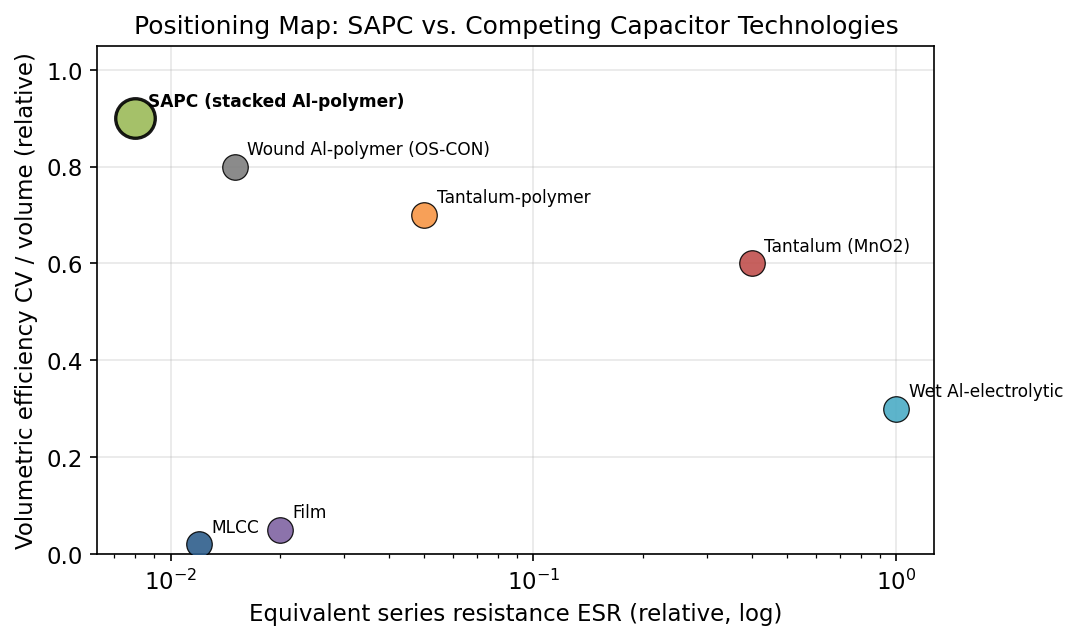 Positioning Map: SAPC vs. Competing Capacitor Technologies
Volumetric efficiency CV / volume (relative)
1.0
0.8
0.6
0.4
0.2
0.0
SAPC (stacked Al-polymer)
Wound Al-polymer (OS-CON)
Tantalum-polymer
Tantalum (MnO2)
Wet Al-electrolytic
MLCC
Film
10⁻²
10⁻¹
10⁰
Equivalent series resistance ESR (relative, log)